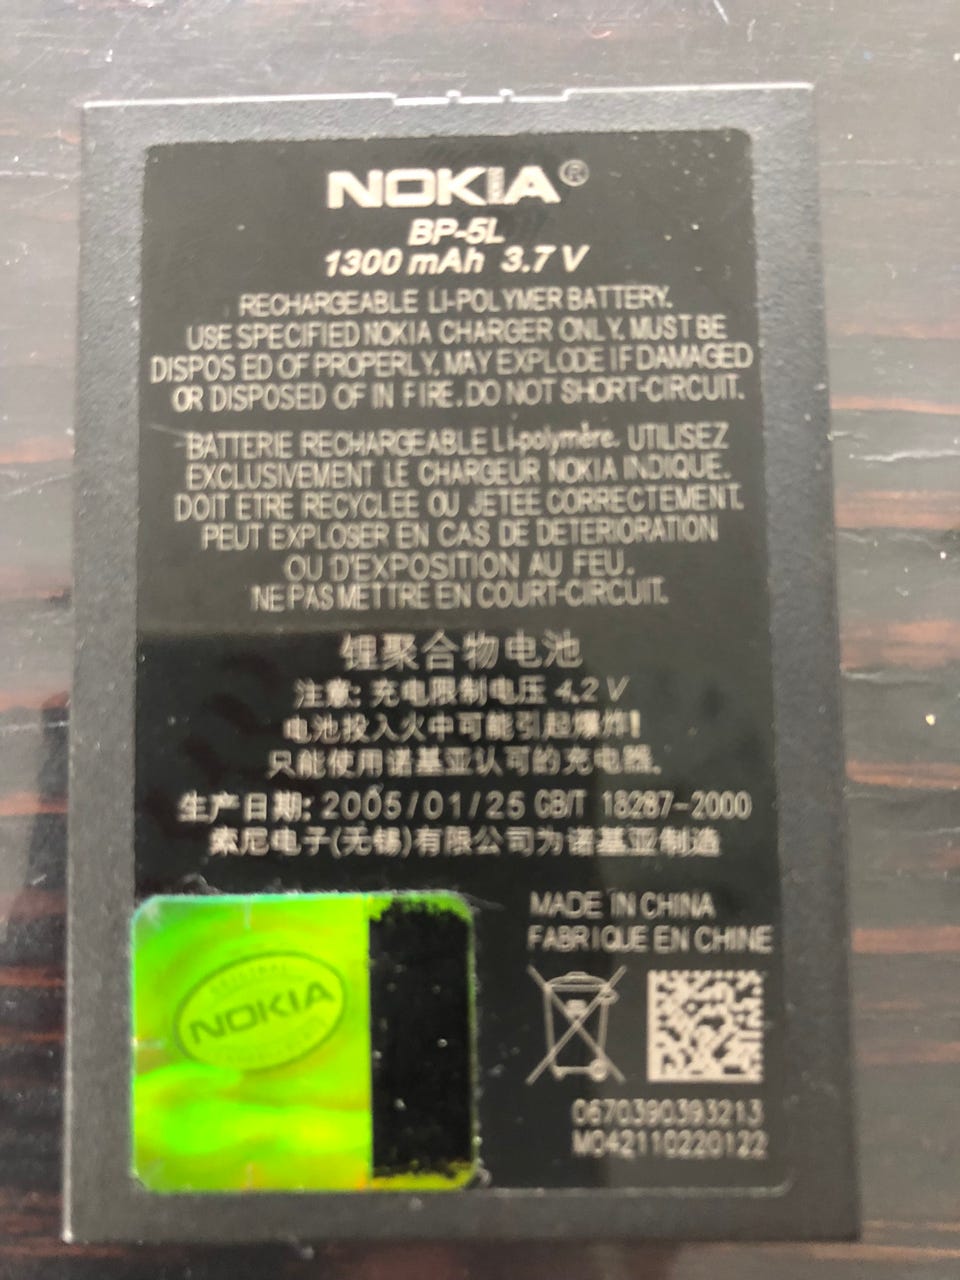 NOKIA®
BP-5L
1300 mAh 3.7 V
RECHARGEABLE LI-POLYMER BATTERY.
USE SPECIFIED NOKIA CHARGER ONLY. MUST BE
DISPOS ED OF PROPERLY. MAY EXPLODE IF DAMAGED
OR DISPOSED OF IN FIRE. DO NOT SHORT-CIRCUIT.
BATTERIE RECHARGEABLE Li-polymère. UTILISEZ
EXCLUSIVEMENT LE CHARGEUR NOKIA INDIQUE.
DOIT ETRE RECYCLEE OU JETEE CORRECTEMENT.
PEUT EXPLOSER EN CAS DE DETERIORATION
OU D'EXPOSITION AU FEU.
NE PAS METTRE EN COURT-CIRCUIT.
锂聚合物电池
注意: 充电限制电压 4.2 V
电池投入火中可能引起爆炸!
只能使用诺基亚认可的充电器.
生产日期: 2005/01/25 GB/T 18287-2000
索尼电子(无锡)有限公司为诺基亚制造
MADE IN CHINA
FABRIQUE EN CHINE
ORIGINAL
NOKIA
0670390393213
M042110220122